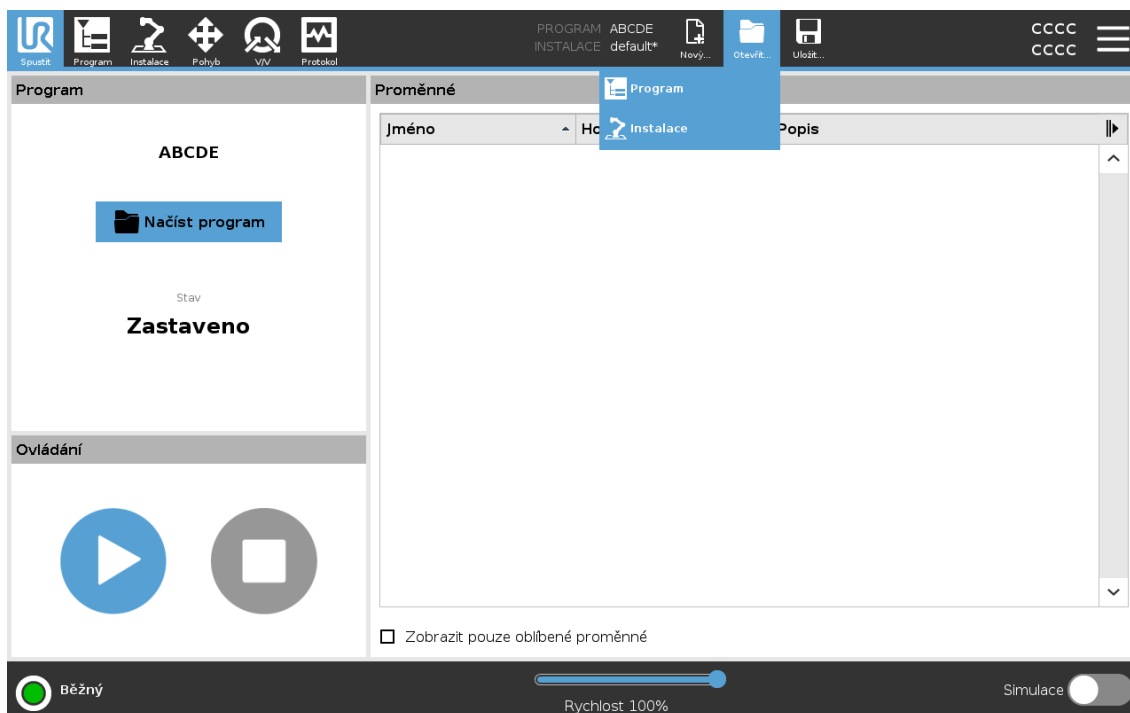 PROGRAM ABCDE
INSTALACE default*
Spustit Program Instalace Pohyb V/V Protokol
Nový... Otevřít... Uložit...
CCCC
CCCC
Program
Instalace
Program
ABCDE
Načíst program
Stav
Zastaveno
Ovládání
Proměnné
Jméno Ho Popis
Zobrazit pouze oblíbené proměnné
Běžný
Rychlost 100%
Simulace